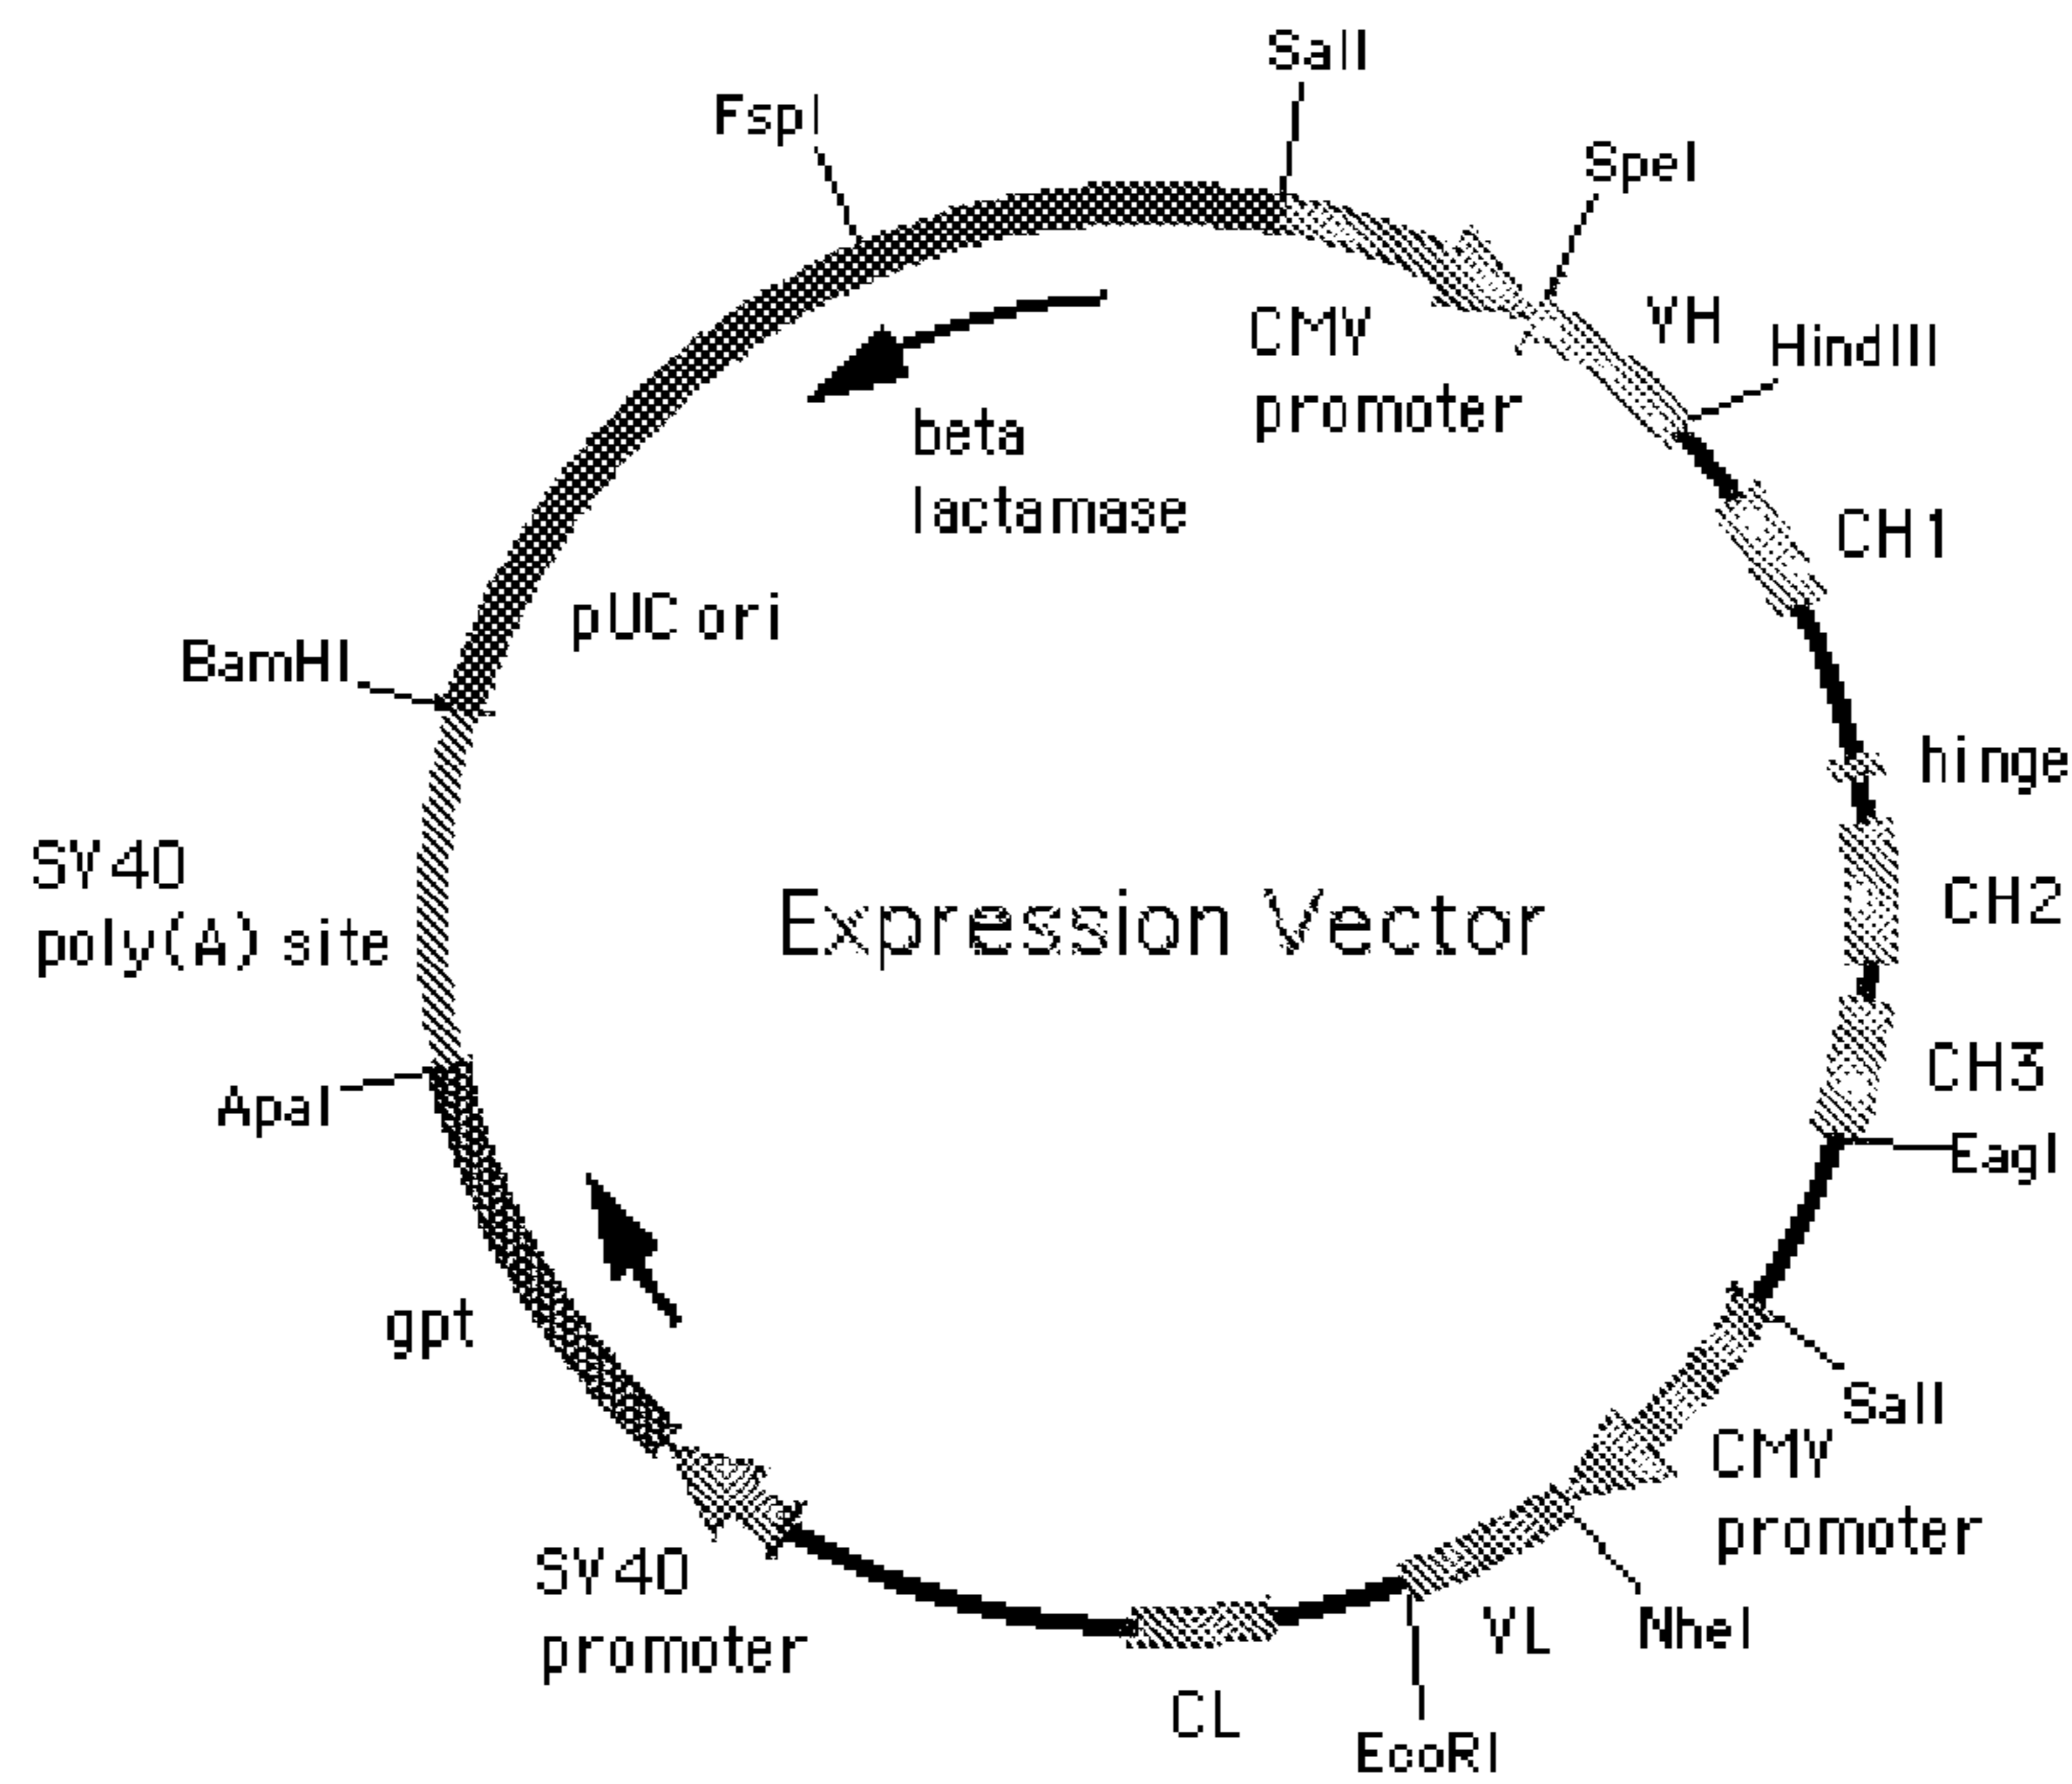 SalI
FspI
SpeI
VH
HindIII
CMV
promoter
beta
lactamase
CH1
pUC ori
BamHI
hinge
SV40
poly(A) site
Expression Vector
CH2
CH3
ApaI
EagI
gpt
SalI
CMV
promoter
SV40
promoter
VL
NheI
CL
EcoRI